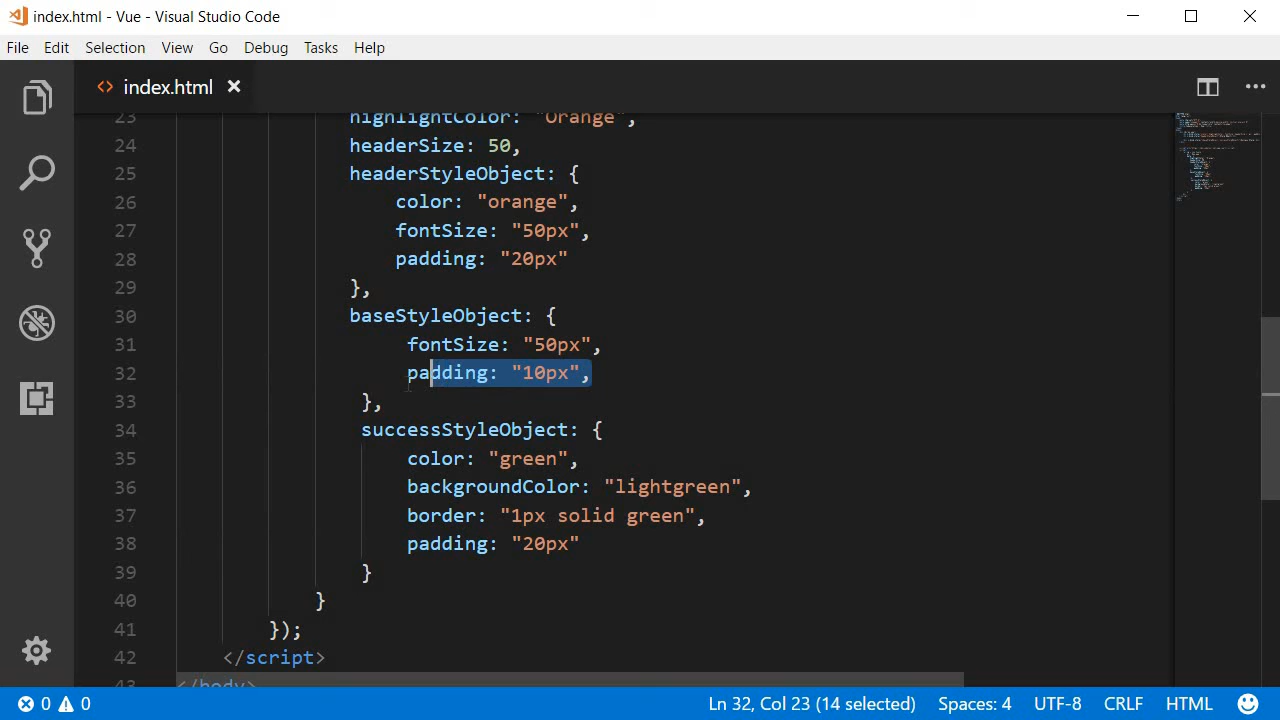 index.html - Vue - Visual Studio Code
File Edit Selection View Go Debug Tasks Help
index.html
23 highlightColor: "Orange",
24 headerSize: 50,
25 headerStyleObject: {
26 color: "orange",
27 fontSize: "50px",
28 padding: "20px"
29 },
30 baseStyleObject: {
31 fontSize: "50px",
32 padding: "10px",
33 },
34 successStyleObject: {
35 color: "green",
36 backgroundColor: "lightgreen",
37 border: "1px solid green",
38 padding: "20px"
39 }
40 }
41 });
42 </script>
43 </body>
0 0 Ln 32, Col 23 (14 selected) Spaces: 4 UTF-8 CRLF HTML